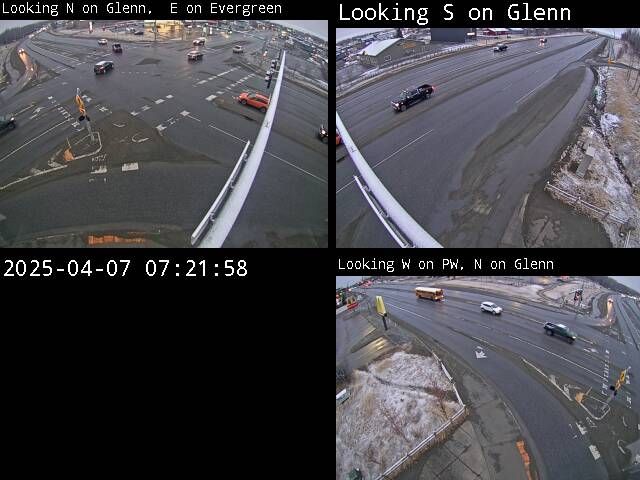 Looking N on Glenn,  E on Evergreen
Looking S on Glenn
2025-04-07 07:21:58
Looking W on PW, N on Glenn